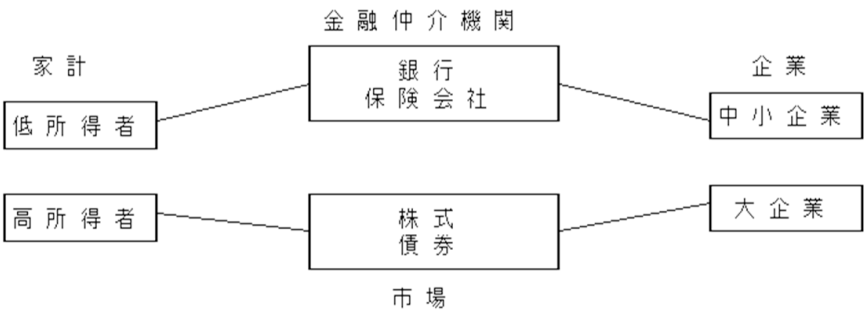 金融仲介機関
家計
銀行
保険会社
企業
低所得者
中小企業
高所得者
株式
債券
大企業
市場